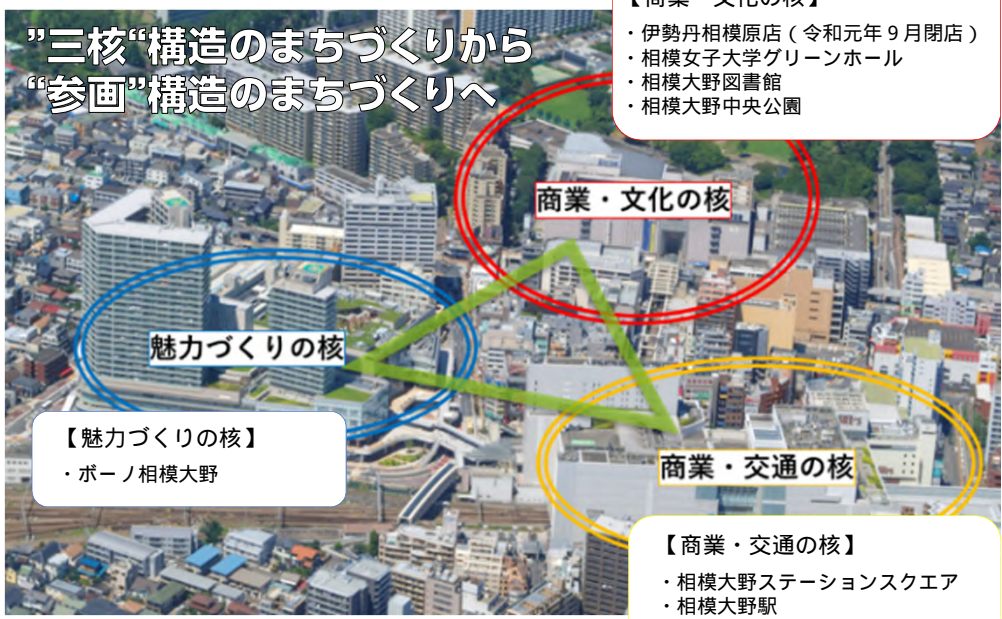 ”三核“構造のまちづくりから
“参画”構造のまちづくりへ
【商業・文化の核】
・伊勢丹相模原店(令和元年9月閉店)
・相模女子大学グリーンホール
・相模大野図書館
・相模大野中央公園
商業・文化の核
魅力づくりの核
【魅力づくりの核】
・ボーノ相模大野
商業・交通の核
【商業・交通の核】
・相模大野ステーションスクエア
・相模大野駅